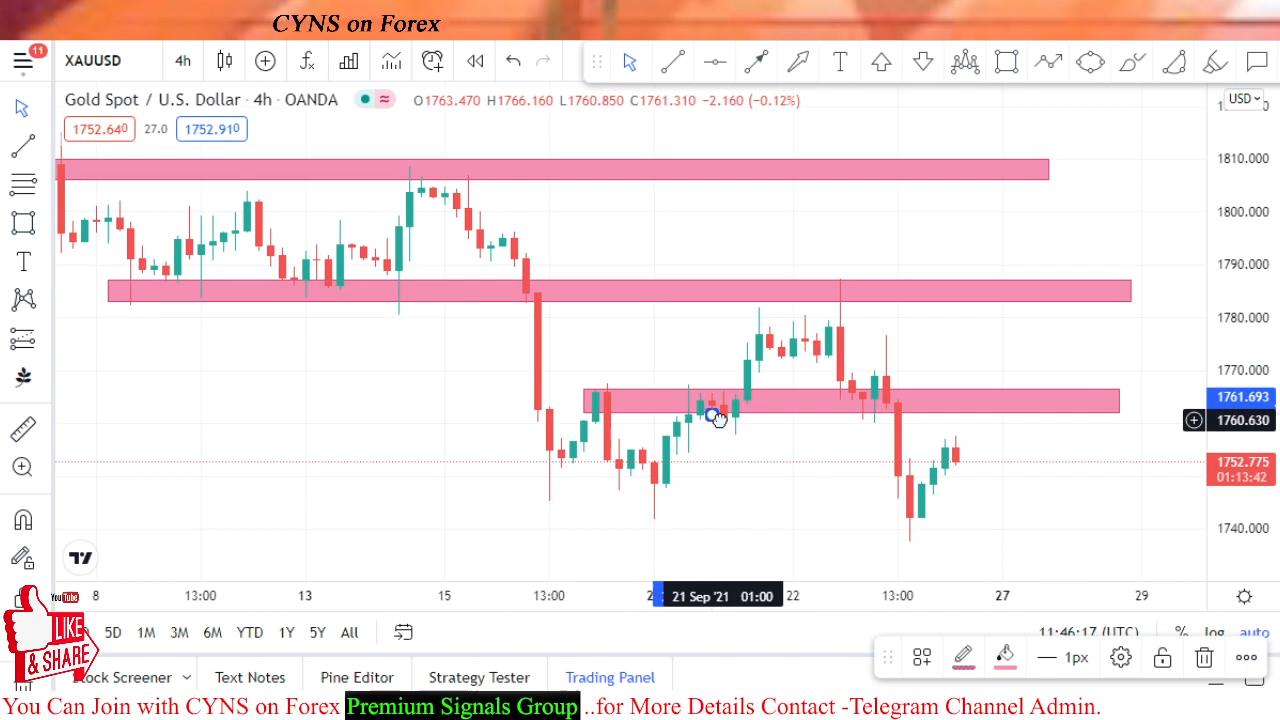 CYNS on Forex
11
XAUUSD 4h
Gold Spot / U.S. Dollar · 4h · OANDA O1763.470 H1766.160 L1760.850 C1761.310 −2.160 (−0.12%)
USD
1752.640 27.0 1752.910
1810.000
1800.000
1790.000
1780.000
1770.000
1761.693
1760.630
1752.775
01:13:42
1740.000
8 13:00 13 15 13:00 21 Sep '21 01:00 22 13:00 27 29
YouTube
LIKE
& SHARE
5D 1M 3M 6M YTD 1Y 5Y All
11:46:17 (UTC) % log auto
1px
Stock Screener Text Notes Pine Editor Strategy Tester Trading Panel
You Can Join with CYNS on Forex Premium Signals Group ..for More Details Contact -Telegram Channel Admin.